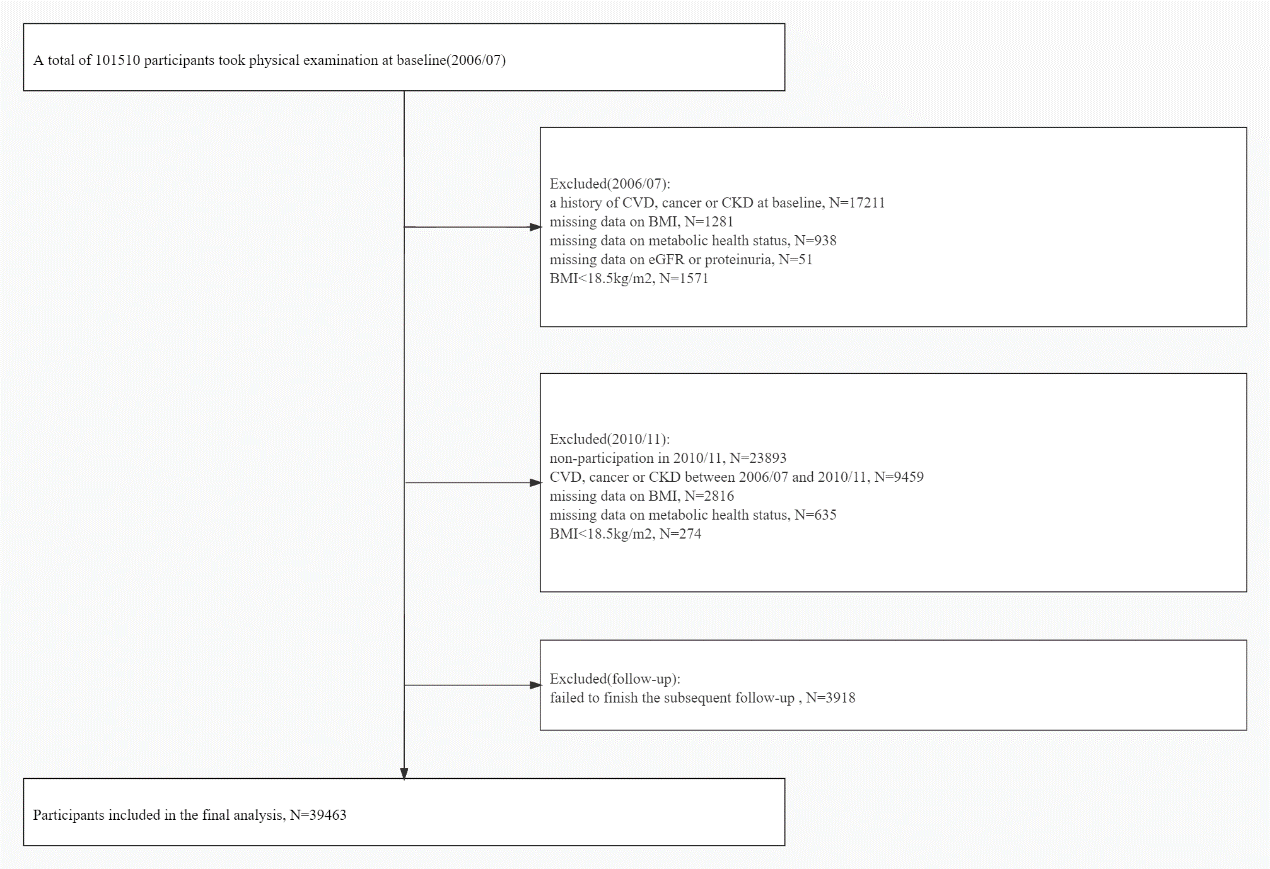 A total of 101510 participants took physical examination at baseline(2006/07)
Excluded(2006/07):
a history of CVD, cancer or CKD at baseline, N=17211
missing data on BMI, N=1281
missing data on metabolic health status, N=938
missing data on eGFR or proteinuria, N=51
BMI<18.5kg/m2, N=1571
Excluded(2010/11):
non-participation in 2010/11, N=23893
CVD, cancer or CKD between 2006/07 and 2010/11, N=9459
missing data on BMI, N=2816
missing data on metabolic health status, N=635
BMI<18.5kg/m2, N=274
Excluded(follow-up):
failed to finish the subsequent follow-up , N=3918
Participants included in the final analysis, N=39463